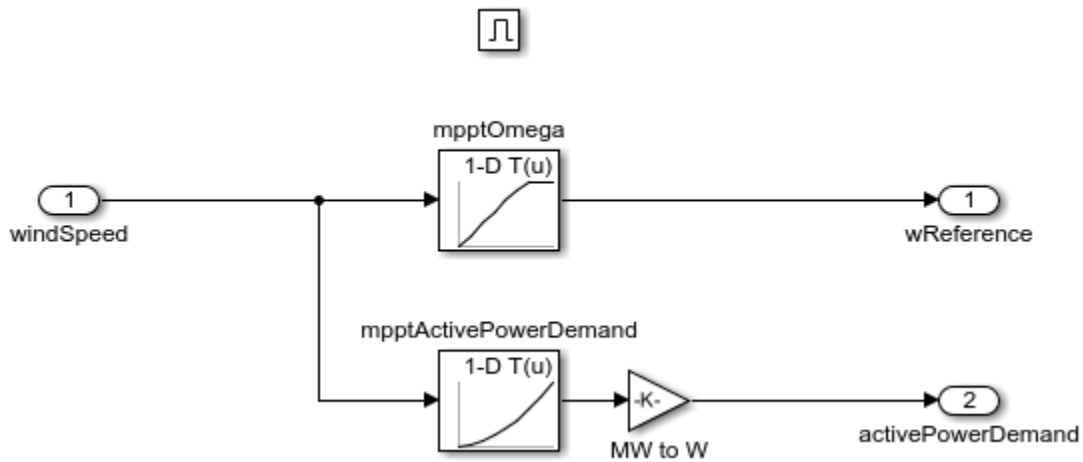 mpptOmega
1-D T(u)
1
windSpeed
1
wReference
mpptActivePowerDemand
1-D T(u)
-K-
MW to W
2
activePowerDemand